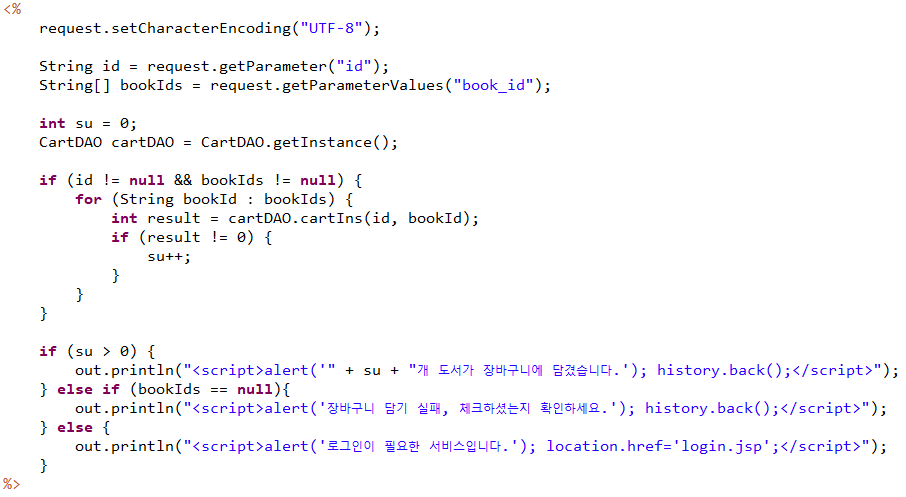 <%
request.setCharacterEncoding("UTF-8");
String id = request.getParameter("id");
String[] bookIds = request.getParameterValues("book_id");
int su = 0;
CartDAO cartDAO = CartDAO.getInstance();
if (id != null && bookIds != null) {
for (String bookId : bookIds) {
int result = cartDAO.cartIns(id, bookId);
if (result != 0) {
su++;
}
}
}
if (su > 0) {
out.println("<script>alert('" + su + "개 도서가 장바구니에 담겼습니다.'); history.back();</script>");
} else if (bookIds == null){
out.println("<script>alert('장바구니 담기 실패, 체크하셨는지 확인하세요.'); history.back();</script>");
} else {
out.println("<script>alert('로그인이 필요한 서비스입니다.'); location.href='login.jsp';</script>");
}
%>